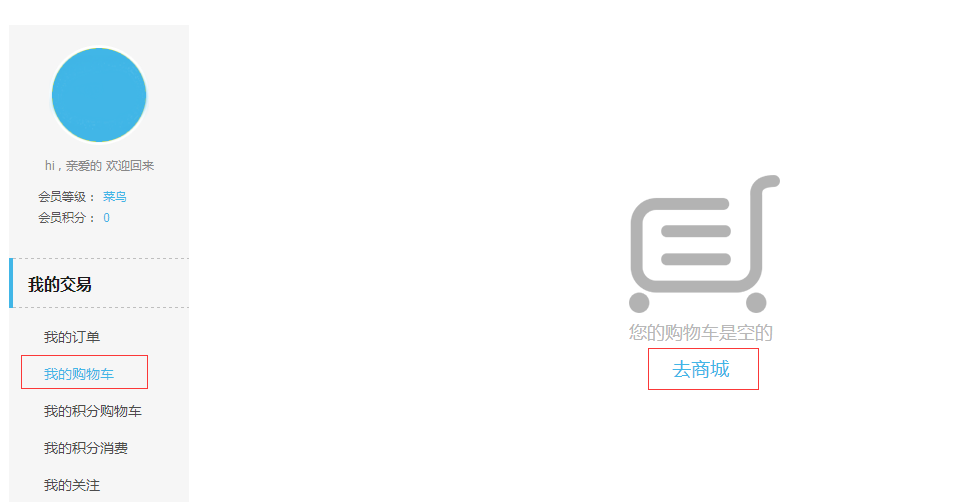 hi，亲爱的 欢迎回来
会员等级： 菜鸟
会员积分： 0
我的交易
我的订单
我的购物车
我的积分购物车
我的积分消费
我的关注
您的购物车是空的
去商城